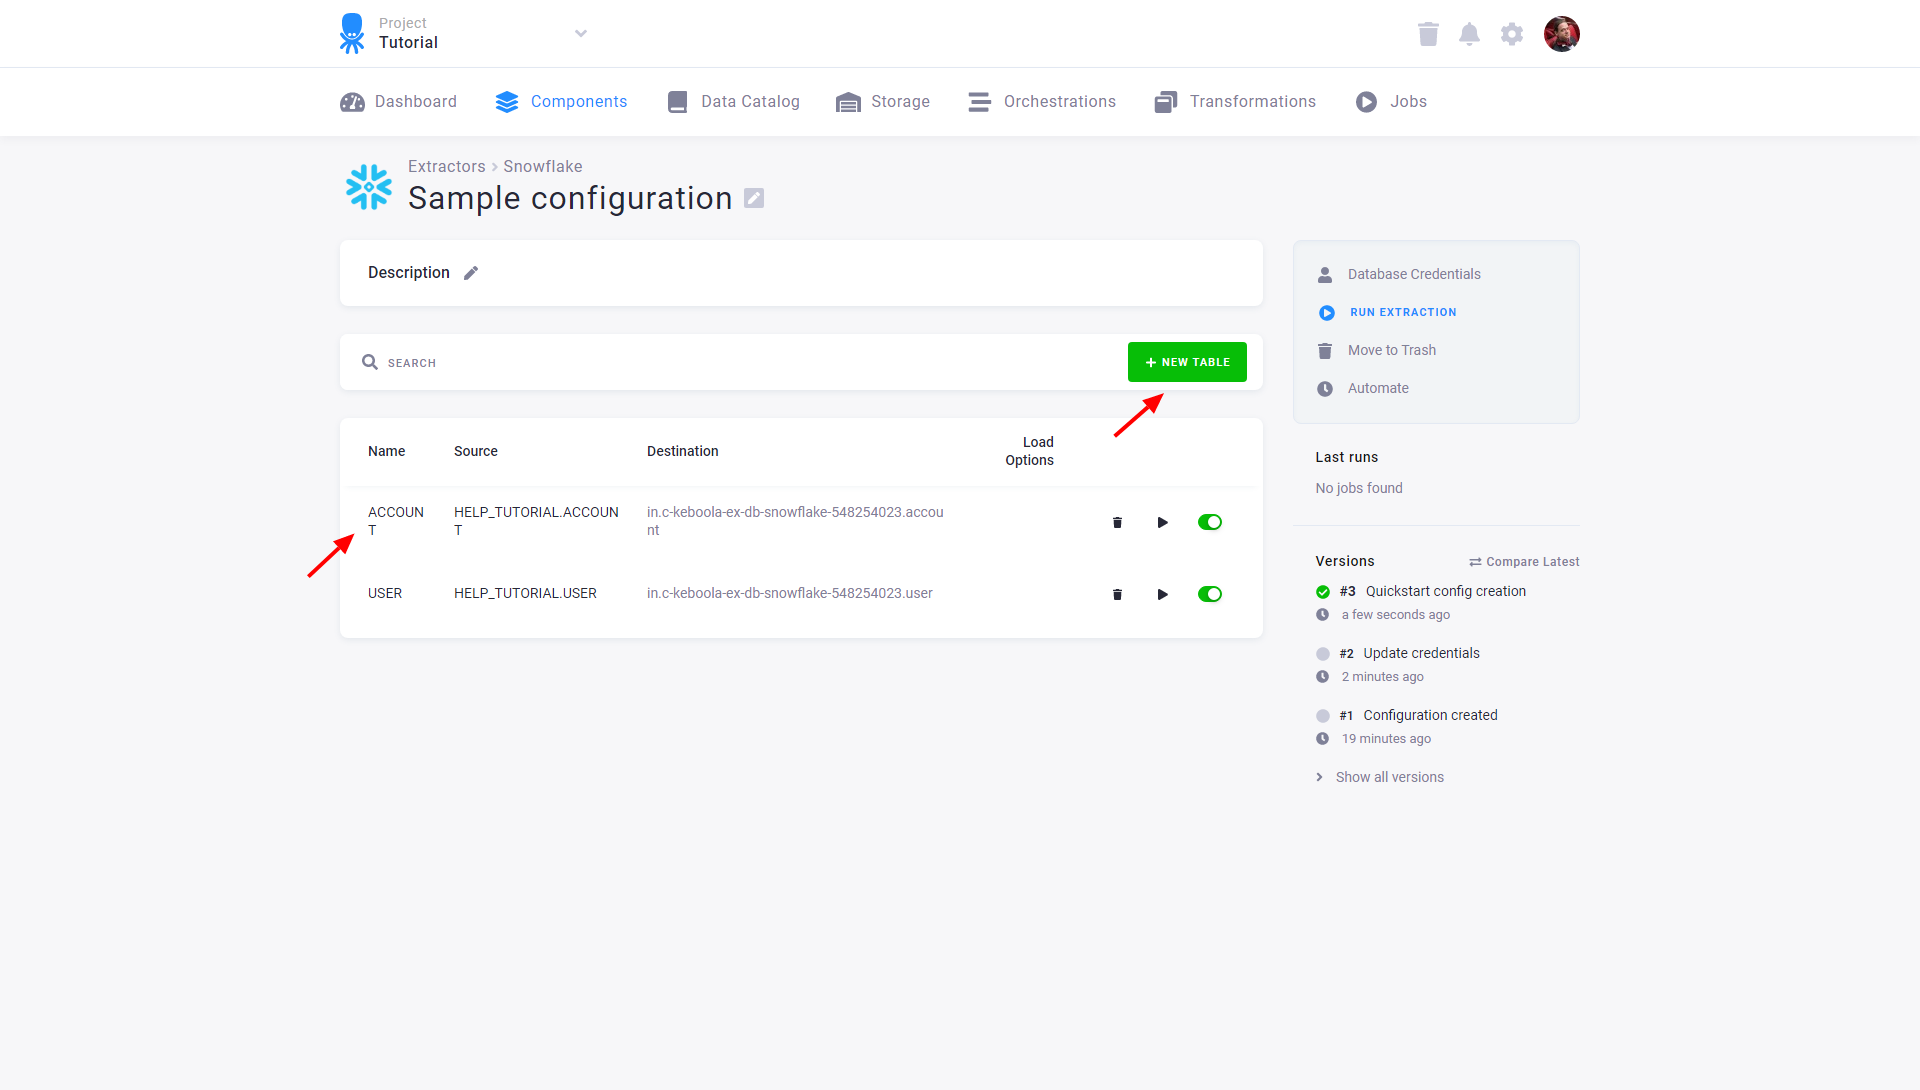 Project
Tutorial
Dashboard Components Data Catalog Storage Orchestrations Transformations Jobs
Extractors > Snowflake
Sample configuration
Description
SEARCH
+ NEW TABLE
Name Source Destination Load
Options
ACCOUN HELP_TUTORIAL.ACCOUN in.c-keboola-ex-db-snowflake-548254023.accou
T T nt
USER HELP_TUTORIAL.USER in.c-keboola-ex-db-snowflake-548254023.user
Database Credentials
RUN EXTRACTION
Move to Trash
Automate
Last runs
No jobs found
Versions Compare Latest
#3 Quickstart config creation
a few seconds ago
#2 Update credentials
2 minutes ago
#1 Configuration created
19 minutes ago
Show all versions